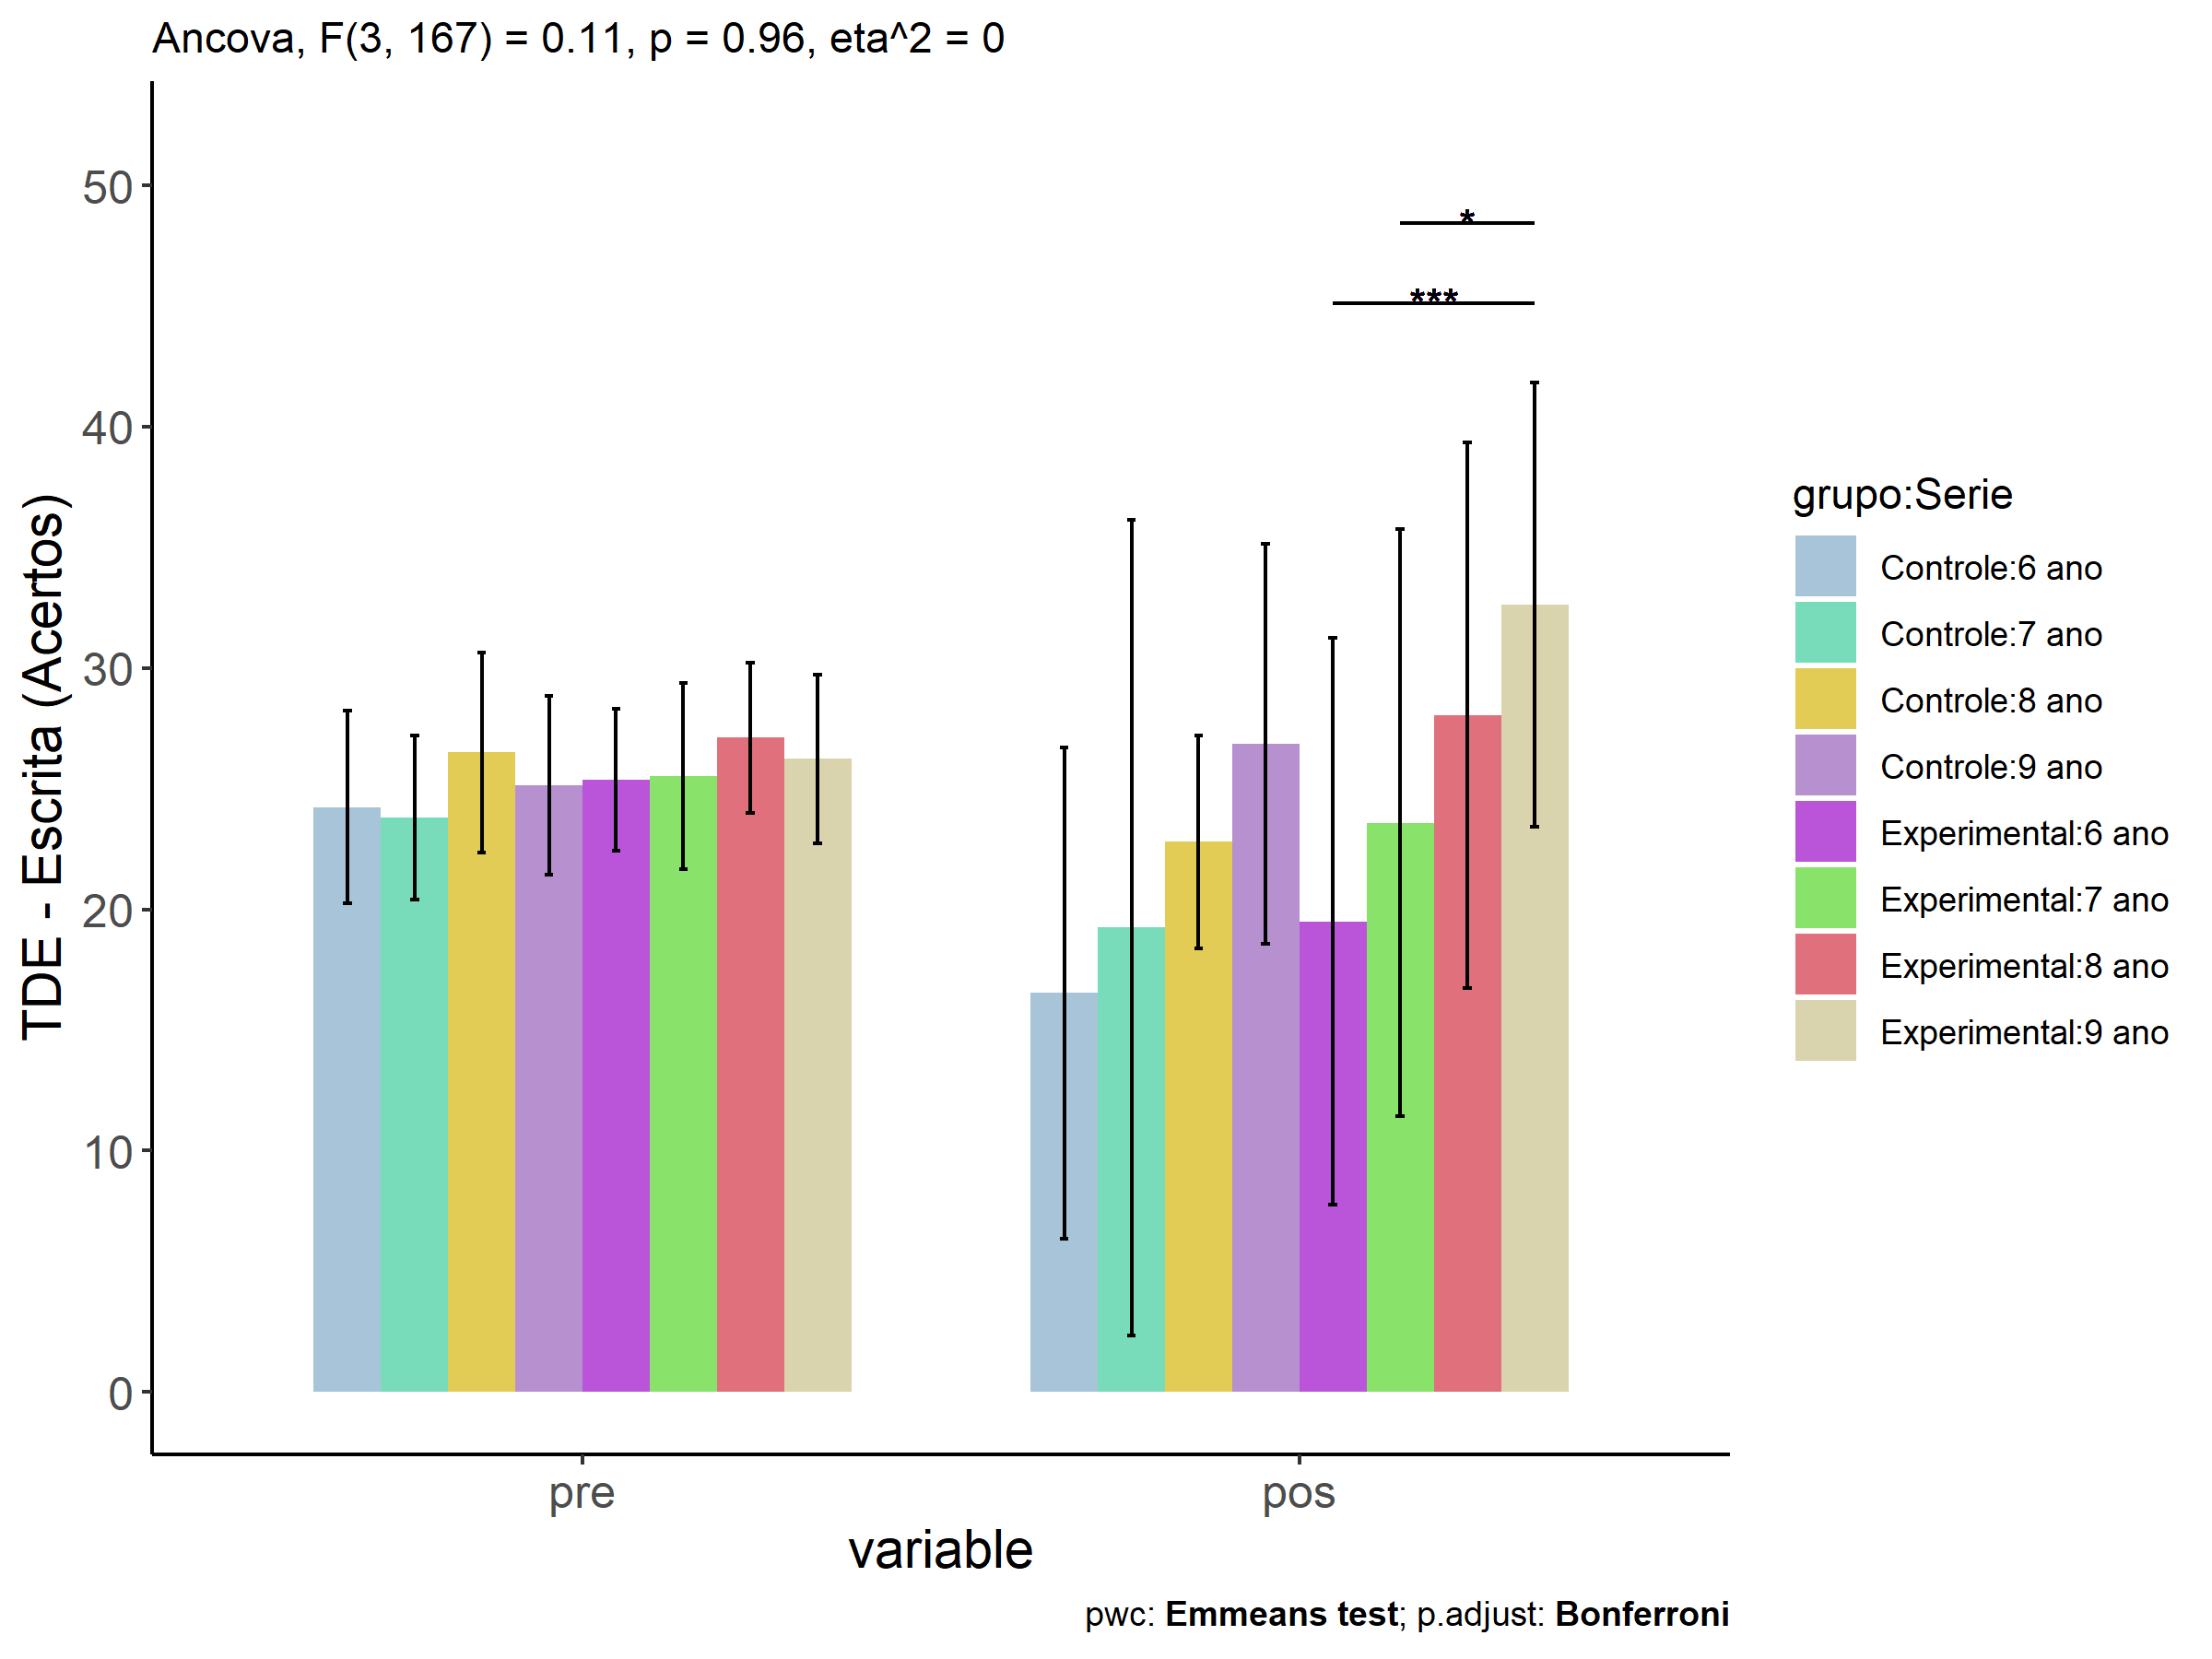 Ancova, F(3, 167) = 0.11, p = 0.96, eta^2 = 0
TDE - Escrita (Acertos)
50
40
30
20
10
0
*
***
pre
pos
variable
grupo:Serie
Controle:6 ano
Controle:7 ano
Controle:8 ano
Controle:9 ano
Experimental:6 ano
Experimental:7 ano
Experimental:8 ano
Experimental:9 ano
pwc: Emmeans test; p.adjust: Bonferroni